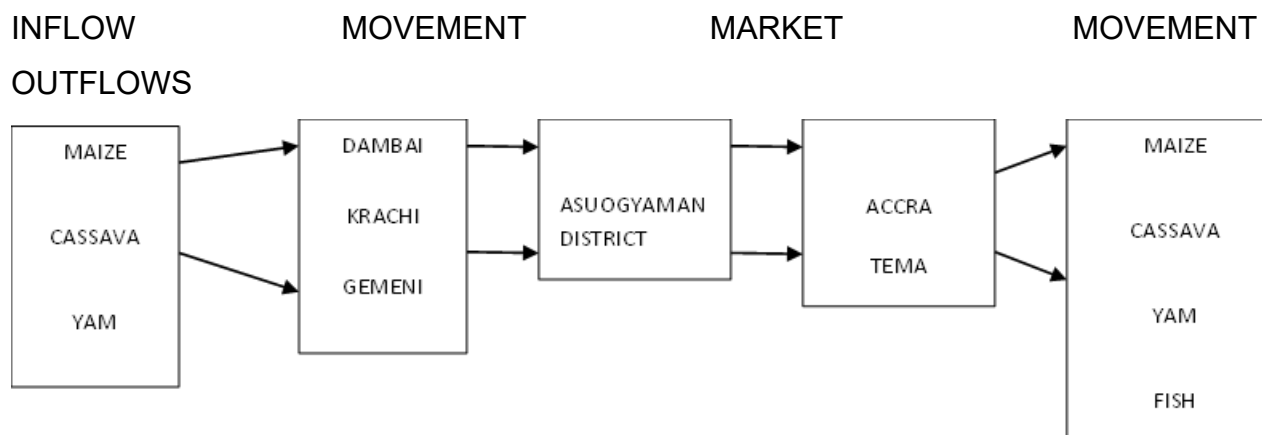 INFLOW MOVEMENT MARKET MOVEMENT
OUTFLOWS
MAIZE
CASSAVA
YAM
DAMBAI
KRACHI
GEMENI
ASUOGYAMAN
DISTRICT
ACCRA
TEMA
MAIZE
CASSAVA
YAM
FISH